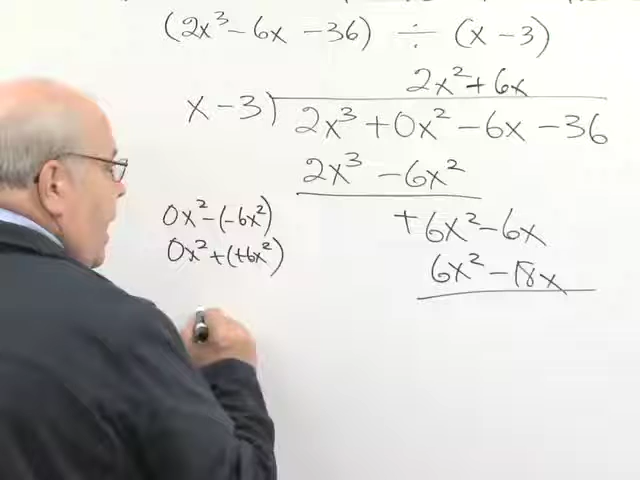 (2x³ - 6x - 36) ÷ (x - 3)
2x² + 6x
x - 3) 2x³ + 0x² - 6x - 36
2x³ - 6x²
0x² - (-6x²)
+ 6x² - 6x
0x² + (+6x²)
6x² - 18x